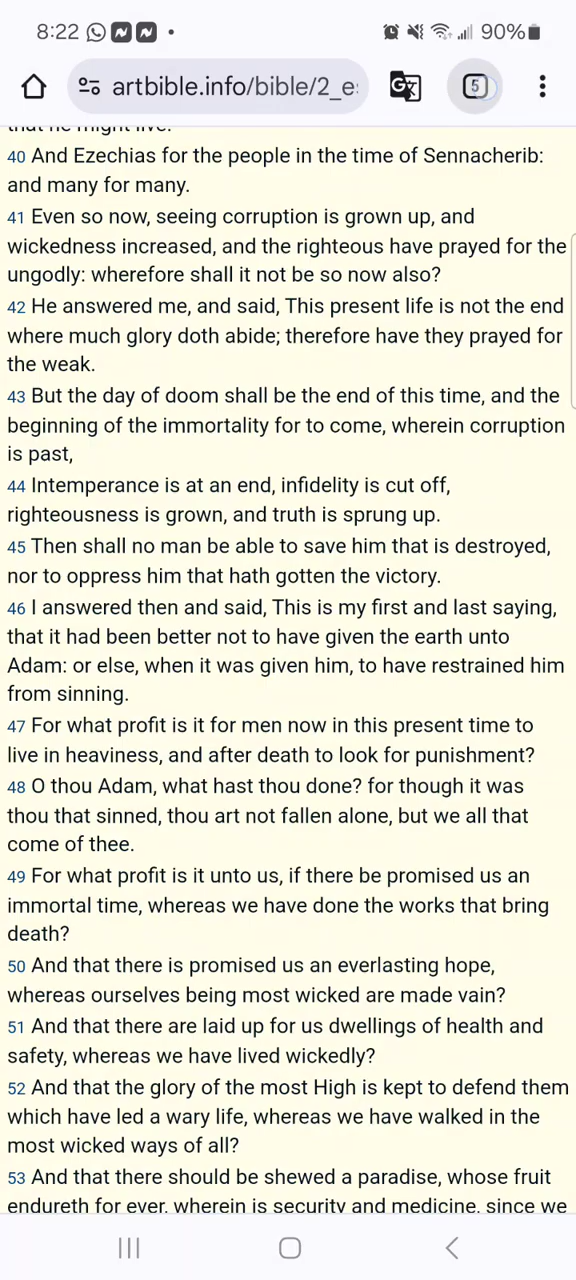 8:22 90%
artbible.info/bible/2_e: 5
that he might live.
40 And Ezechias for the people in the time of Sennacherib:
and many for many.
41 Even so now, seeing corruption is grown up, and
wickedness increased, and the righteous have prayed for the
ungodly: wherefore shall it not be so now also?
42 He answered me, and said, This present life is not the end
where much glory doth abide; therefore have they prayed for
the weak.
43 But the day of doom shall be the end of this time, and the
beginning of the immortality for to come, wherein corruption
is past,
44 Intemperance is at an end, infidelity is cut off,
righteousness is grown, and truth is sprung up.
45 Then shall no man be able to save him that is destroyed,
nor to oppress him that hath gotten the victory.
46 I answered then and said, This is my first and last saying,
that it had been better not to have given the earth unto
Adam: or else, when it was given him, to have restrained him
from sinning.
47 For what profit is it for men now in this present time to
live in heaviness, and after death to look for punishment?
48 O thou Adam, what hast thou done? for though it was
thou that sinned, thou art not fallen alone, but we all that
come of thee.
49 For what profit is it unto us, if there be promised us an
immortal time, whereas we have done the works that bring
death?
50 And that there is promised us an everlasting hope,
whereas ourselves being most wicked are made vain?
51 And that there are laid up for us dwellings of health and
safety, whereas we have lived wickedly?
52 And that the glory of the most High is kept to defend them
which have led a wary life, whereas we have walked in the
most wicked ways of all?
53 And that there should be shewed a paradise, whose fruit
endureth for ever, wherein is security and medicine, since we